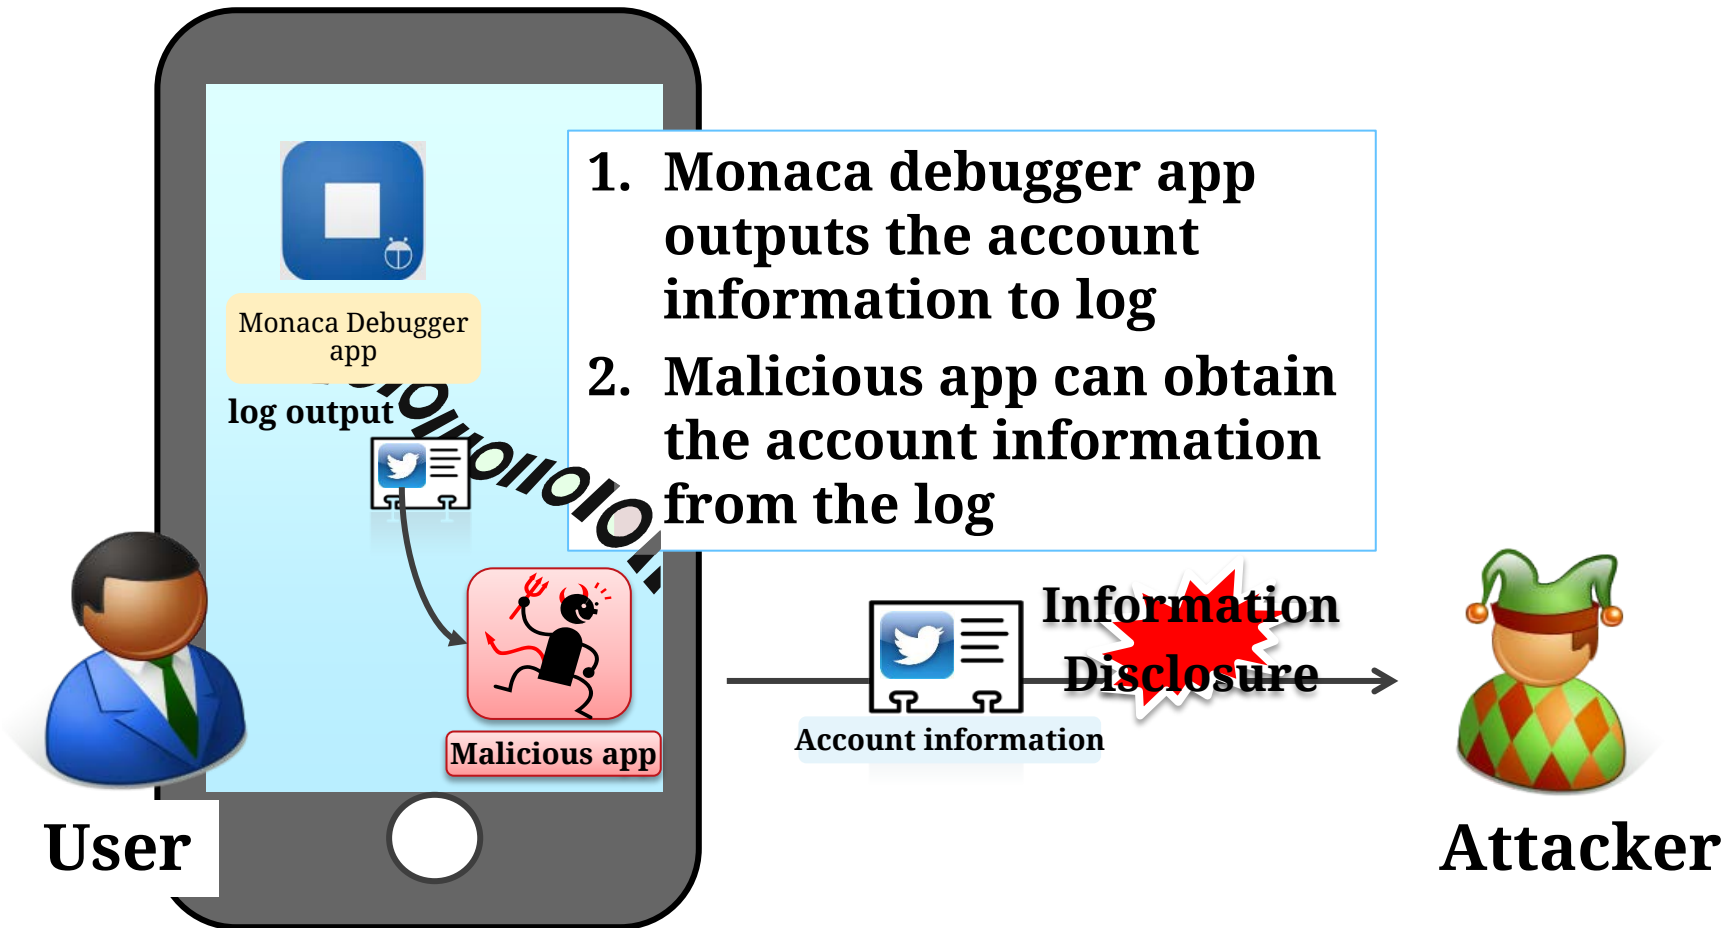 1. Monaca debugger app
outputs the account
information to log
2. Malicious app can obtain
the account information
from the log
Monaca Debugger
app
log output
Malicious app
Information
Disclosure
Account information
User
Attacker